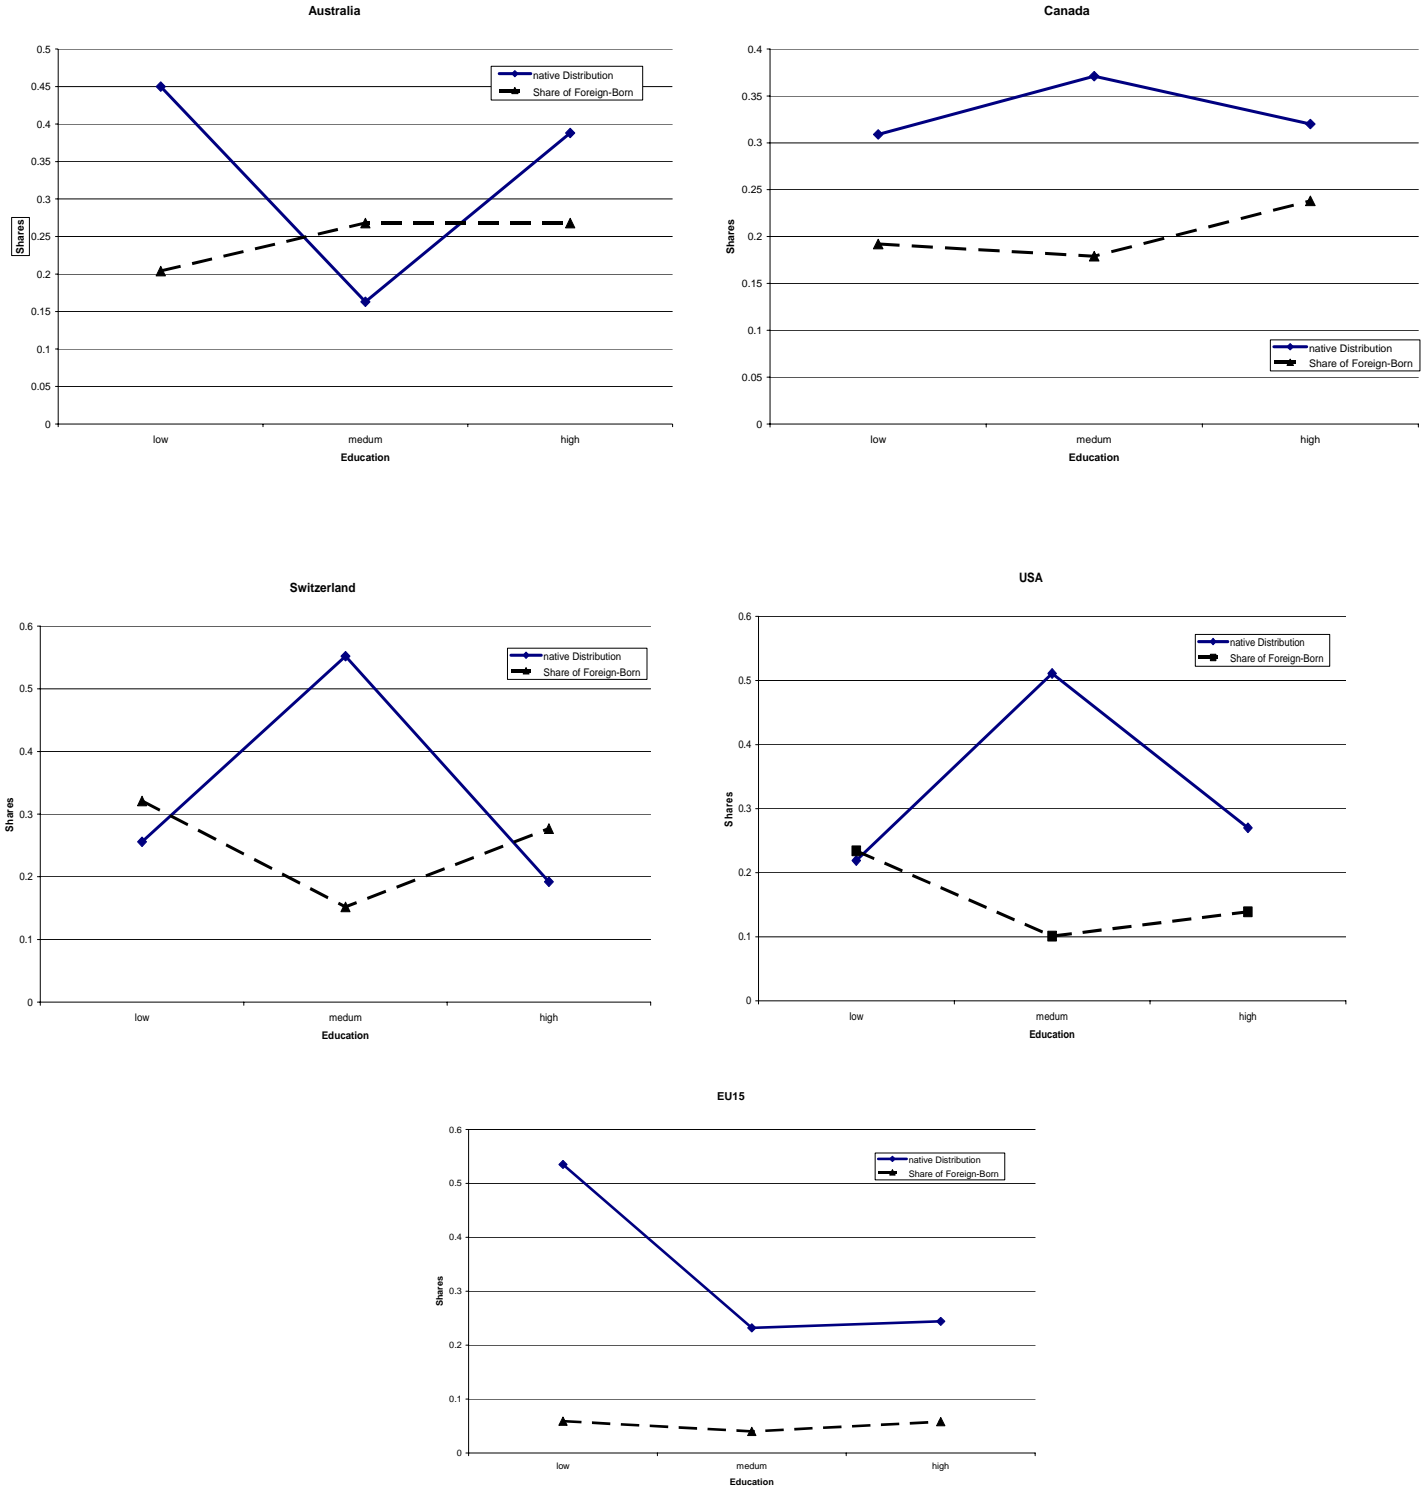 Australia
0.5
0.45
0.4
0.35
0.3
0.25
0.2
0.15
0.1
0.05
0
Shares
native Distribution
Share of Foreign-Born
low
medum
high
Education
Canada
0.4
0.35
0.3
0.25
0.2
0.15
0.1
0.05
0
Shares
native Distribution
Share of Foreign-Born
low
medum
high
Education
Switzerland
0.6
0.5
0.4
0.3
0.2
0.1
0
Shares
native Distribution
Share of Foreign-Born
low
medum
high
Education
USA
0.6
0.5
0.4
0.3
0.2
0.1
0
Shares
native Distribution
Share of Foreign-Born
low
medum
high
Education
EU15
0.6
0.5
0.4
0.3
0.2
0.1
0
Shares
native Distribution
Share of Foreign-Born
low
medum
high
Education